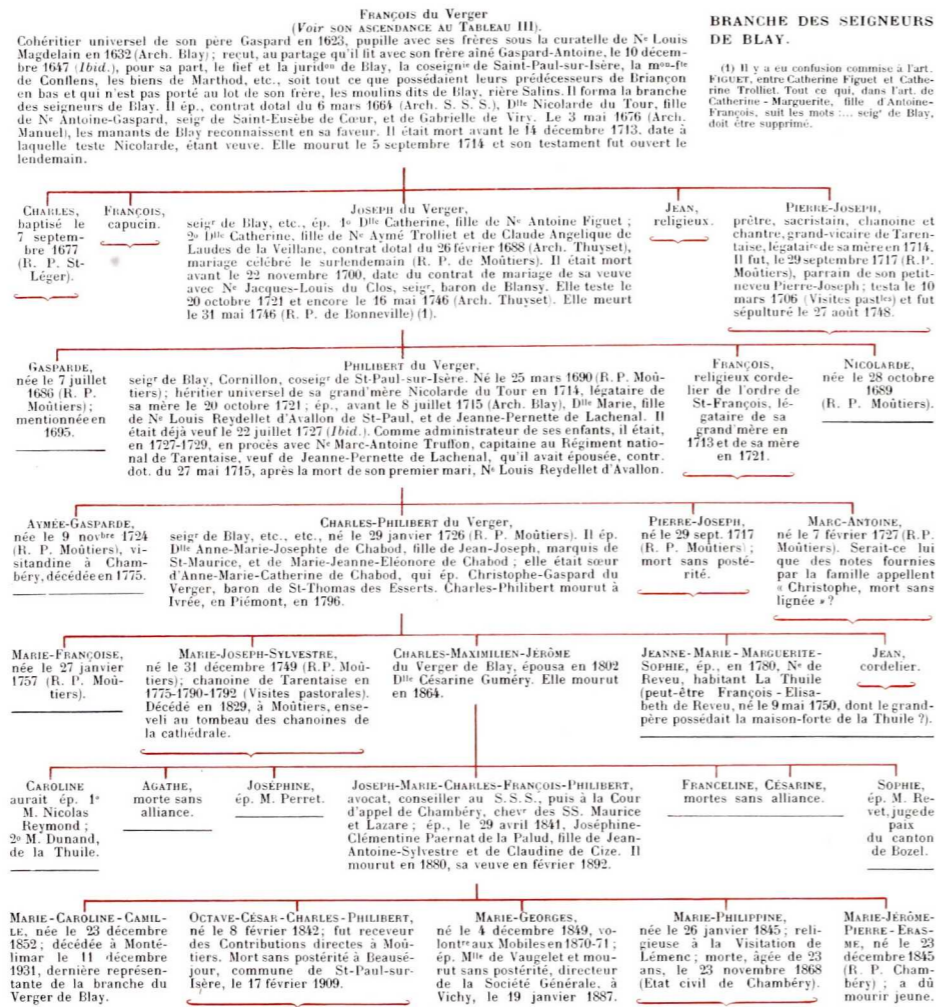 FRANÇOIS du Verger
(Voir SON ASCENDANCE AU TABLEAU III).
Cohéritier universel de son père Gaspard en 1623, pupille avec ses frères sous la curatelle de Ne Louis
Magdelain en 1632 (Arch. Blay); reçut, au partage qu'il fit avec son frère aîné Gaspard-Antoine, le 10 décem-
bre 1647 (Ibid.), pour sa part, le fief et la juridon de Blay, la coseignie de Saint-Paul-sur-Isère, la mon-fte
de Conflens, les biens de Marthod, etc., soit tout ce que possédaient leurs prédécesseurs de Briançon
en bas et qui n'est pas porté au lot de son frère, les moulins dits de Blay, rière Salins. Il forma la branche
des seigneurs de Blay. Il ép., contrat dotal du 6 mars 1664 (Arch. S. S. S.), Dlle Nicolarde du Tour, fille
de Ne Antoine-Gaspard, seigr de Saint-Eusèbe de Cœur, et de Gabrielle de Viry. Le 3 mai 1676 (Arch.
Manuel), les manants de Blay reconnaissent en sa faveur. Il était mort avant le 14 décembre 1713, date à
laquelle teste Nicolarde, étant veuve. Elle mourut le 5 septembre 1714 et son testament fut ouvert le
lendemain.
BRANCHE DES SEIGNEURS
DE BLAY.
(1) Il y a eu confusion commise à l'art.
FIGUET, entre Catherine Figuet et Cathe-
rine Trolliet. Tout ce qui, dans l'art. de
Catherine - Marguerite, fille d'Antoine-
François, suit les mots :... seigr de Blay,
doit être supprimé.
CHARLES,
baptisé le
7 septem-
bre 1677
(R. P. St-
Léger).
FRANÇOIS,
capucin.
JOSEPH du Verger,
seigr de Blay, etc., ép. 1o Dlle Catherine, fille de Ne Antoine Figuet ;
2o Dlle Catherine, fille de Ne Aymé Trolliet et de Claude Angelique de
Laudes de la Veillane, contrat dotal du 26 février 1688 (Arch. Thuyset),
mariage célébré le surlendemain (R. P. de Moûtiers). Il était mort
avant le 22 novembre 1700, date du contrat de mariage de sa veuve
avec Ne Jacques-Louis du Clos, seigr, baron de Blansy. Elle teste le
20 octobre 1721 et encore le 16 mai 1746 (Arch. Thuyset). Elle meurt
le 31 mai 1746 (R. P. de Bonneville) (1).
JEAN,
religieux.
PIERRE-JOSEPH,
prêtre, sacristain, chanoine et
chantre, grand-vicaire de Taren-
taise, légatairᵉ de sa mère en 1714.
Il fut, le 29 septembre 1717 (R.P.
Moûtiers), parrain de son petit-
neveu Pierre-Joseph ; testa le 10
mars 1706 (Visites pastles) et fut
sépulturé le 27 août 1748.
GASPARDE,
née le 7 juillet
1686 (R. P.
Moûtiers) ;
mentionnée en
1695.
PHILIBERT du Verger,
seigr de Blay, Cornillon, coseigr de St-Paul-sur-Isère. Né le 25 mars 1690 (R. P. Moû-
tiers) ; héritier universel de sa grand'mère Nicolarde du Tour en 1714, légataire de
sa mère le 20 octobre 1721 ; ép., avant le 8 juillet 1715 (Arch. Blay), Dlle Marie, fille
de Ne Louis Reydellet d'Avallon de St-Paul, et de Jeanne-Pernette de Lachenal. Il
était déjà veuf le 22 juillet 1727 (Ibid.). Comme administrateur de ses enfants, il était,
en 1727-1729, en procès avec Ne Marc-Antoine Truffon, capitaine au Régiment natio-
nal de Tarentaise, veuf de Jeanne-Pernette de Lachenal, qu'il avait épousée, contr.
dot. du 27 mai 1715, après la mort de son premier mari, Ne Louis Reydellet d'Avallon.
FRANÇOIS,
religieux corde-
lier de l'ordre de
St-François, lé-
gataire de sa
grand'mère en
1713 et de sa mère
en 1721.
NICOLARDE,
née le 28 octobre
1689
(R. P. Moûtiers).
AYMÉE-GASPARDE,
née le 9 novbre 1724
(R. P. Moûtiers), vi-
sitandine à Cham-
béry, décédée en 1775.
CHARLES-PHILIBERT du Verger,
seigr de Blay, etc., etc., né le 29 janvier 1726 (R. P. Moûtiers). Il ép.
Dlle Anne-Marie-Josephte de Chabod, fille de Jean-Joseph, marquis de
St-Maurice, et de Marie-Jeanne-Eléonore de Chabod ; elle était sœur
d'Anne-Marie-Catherine de Chabod, qui ép. Christophe-Gaspard du
Verger, baron de St-Thomas des Esserts. Charles-Philibert mourut à
Ivrée, en Piémont, en 1796.
PIERRE-JOSEPH,
né le 29 sept. 1717
(R. P. Moûtiers) ;
mort sans posté-
rité.
MARC-ANTOINE,
né le 7 février 1727 (R.P.
Moûtiers). Serait-ce lui
que des notes fournies
par la famille appellent
« Christophe, mort sans
lignée » ?
MARIE-FRANÇOISE,
née le 27 janvier
1757 (R. P. Moû-
tiers).
MARIE-JOSEPH-SYLVESTRE,
né le 31 décembre 1749 (R.P. Moû-
tiers); chanoine de Tarentaise en
1775-1790-1792 (Visites pastorales).
Décédé en 1829, à Moûtiers, ense-
veli au tombeau des chanoines de
la cathédrale.
CHARLES-MAXIMILIEN-JÉRÔME
du Verger de Blay, épousa en 1802
Dlle Césarine Guméry. Elle mourut
en 1864.
JEANNE-MARIE-MARGUERITE-
SOPHIE, ép., en 1780, Ne de
Reveu, habitant La Thuile
(peut-être François - Elisa-
beth de Reveu, né le 9 mai 1750, dont le grand-
père possédait la maison-forte de la Thuile ?).
JEAN,
cordelier.
CAROLINE
aurait ép. 1o
M. Nicolas
Reymond ;
2o M. Dunand,
de la Thuile.
AGATHE,
morte sans
alliance.
JOSÉPHINE,
ép. M. Perret.
JOSEPH-MARIE-CHARLES-FRANÇOIS-PHILIBERT,
avocat, conseiller au S. S. S., puis à la Cour
d'appel de Chambéry, chevr des SS. Maurice
et Lazare ; ép., le 29 avril 1841, Joséphine-
Clémentine Paernat de la Palud, fille de Jean-
Antoine-Sylvestre et de Claudine de Cize. Il
mourut en 1880, sa veuve en février 1892.
FRANCELINE, CÉSARINE,
mortes sans alliance.
SOPHIE,
ép. M. Re-
vet, juge de
paix
du canton
de Bozel.
MARIE-CAROLINE-CAMIL-
LE, née le 23 décembre
1852 ; décédée à Monté-
limar le 11 décembre
1931, dernière représen-
tante de la branche du
Verger de Blay.
OCTAVE-CÉSAR-CHARLES-PHILIBERT,
né le 8 février 1842 ; fut receveur
des Contributions directes à Moû-
tiers. Mort sans postérité à Beausé-
jour, commune de St-Paul-sur-
Isère, le 17 février 1909.
MARIE-GEORGES,
né le 4 décembre 1849, vo-
lontre aux Mobiles en 1870-71 ;
ép. Mlle de Vaugelet et mou-
rut sans postérité, directeur
de la Société Générale, à
Vichy, le 19 janvier 1887.
MARIE-PHILIPPINE,
née le 26 janvier 1845 ; reli-
gieuse à la Visitation de
Lémenc ; morte, âgée de 23
ans, le 23 novembre 1868
(Etat civil de Chambéry).
MARIE-JÉRÔME-
PIERRE-ERAS-
ME, né le 23
décembre 1845
(R. P. Cham-
béry) ; a dû
mourir jeune.